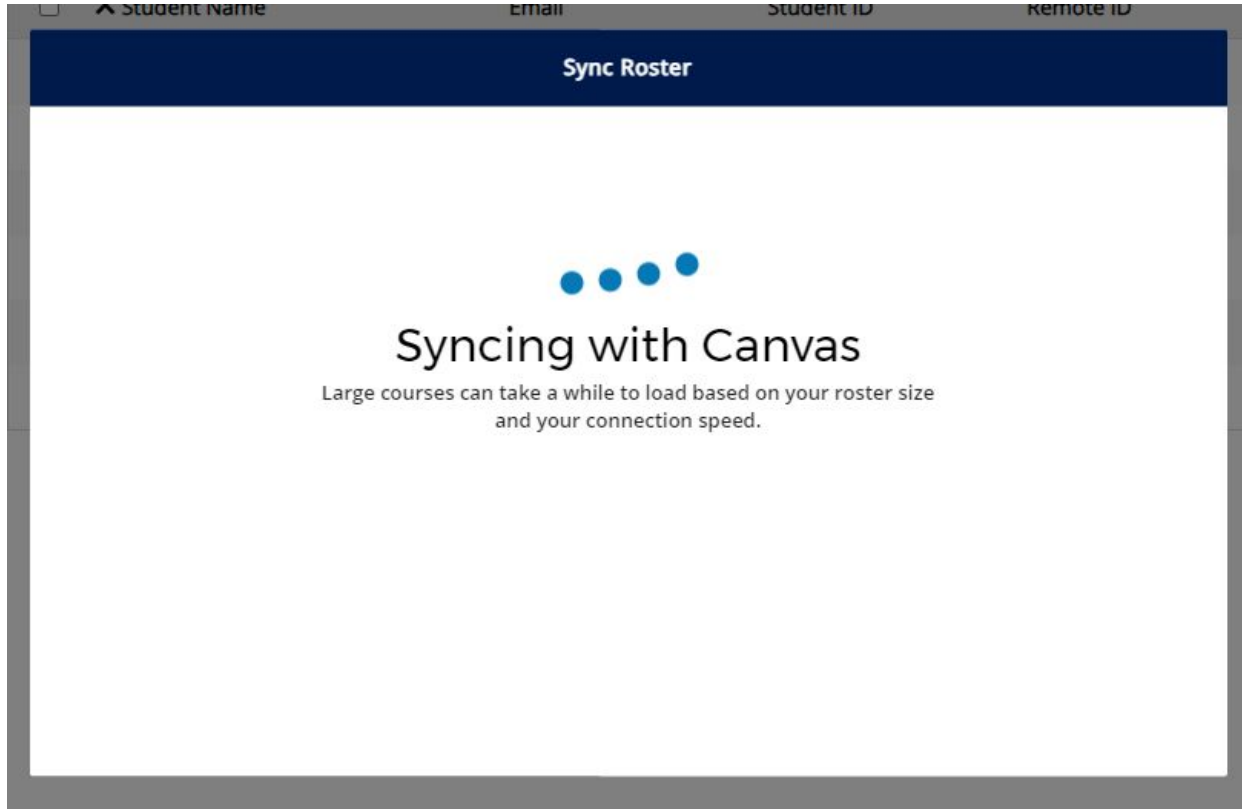 Student Name Email Student ID Remote ID
Sync Roster
Syncing with Canvas
Large courses can take a while to load based on your roster size
and your connection speed.